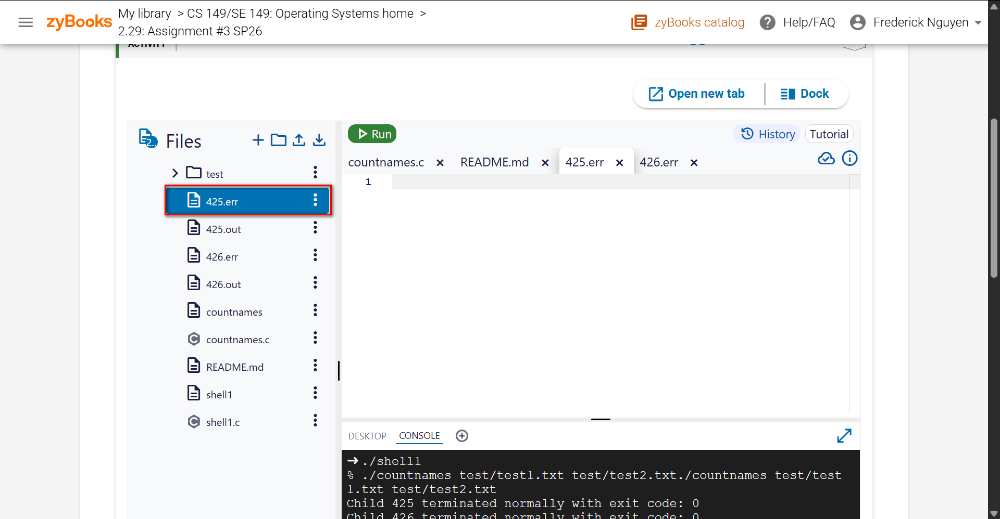 zyBooks
My library > CS 149/SE 149: Operating Systems home >
2.29: Assignment #3 SP26
zyBooks catalog
Help/FAQ
Frederick Nguyen
ACTIVITY
Open new tab
Dock
2..
Files
Run
History
Tutorial
countnames.c
README.md
425.err
426.err
test
425.err
425.out
426.err
426.out
countnames
countnames.c
README.md
shell1
shell1.c
1
DESKTOP
CONSOLE
➜ ./shell1
% ./countnames test/test1.txt test/test2.txt./countnames test/test
1.txt test/test2.txt
Child 425 terminated normally with exit code: 0
Child 426 terminated normally with exit code: 0